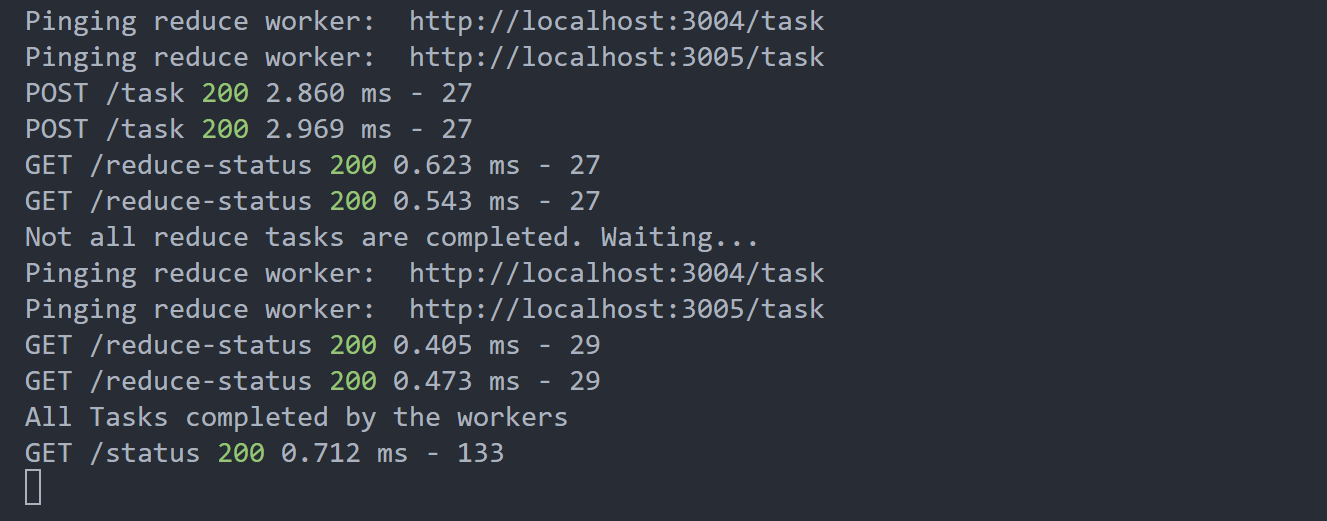 Pinging reduce worker:  http://localhost:3004/task
Pinging reduce worker:  http://localhost:3005/task
POST /task 200 2.860 ms - 27
POST /task 200 2.969 ms - 27
GET /reduce-status 200 0.623 ms - 27
GET /reduce-status 200 0.543 ms - 27
Not all reduce tasks are completed. Waiting...
Pinging reduce worker:  http://localhost:3004/task
Pinging reduce worker:  http://localhost:3005/task
GET /reduce-status 200 0.405 ms - 29
GET /reduce-status 200 0.473 ms - 29
All Tasks completed by the workers
GET /status 200 0.712 ms - 133